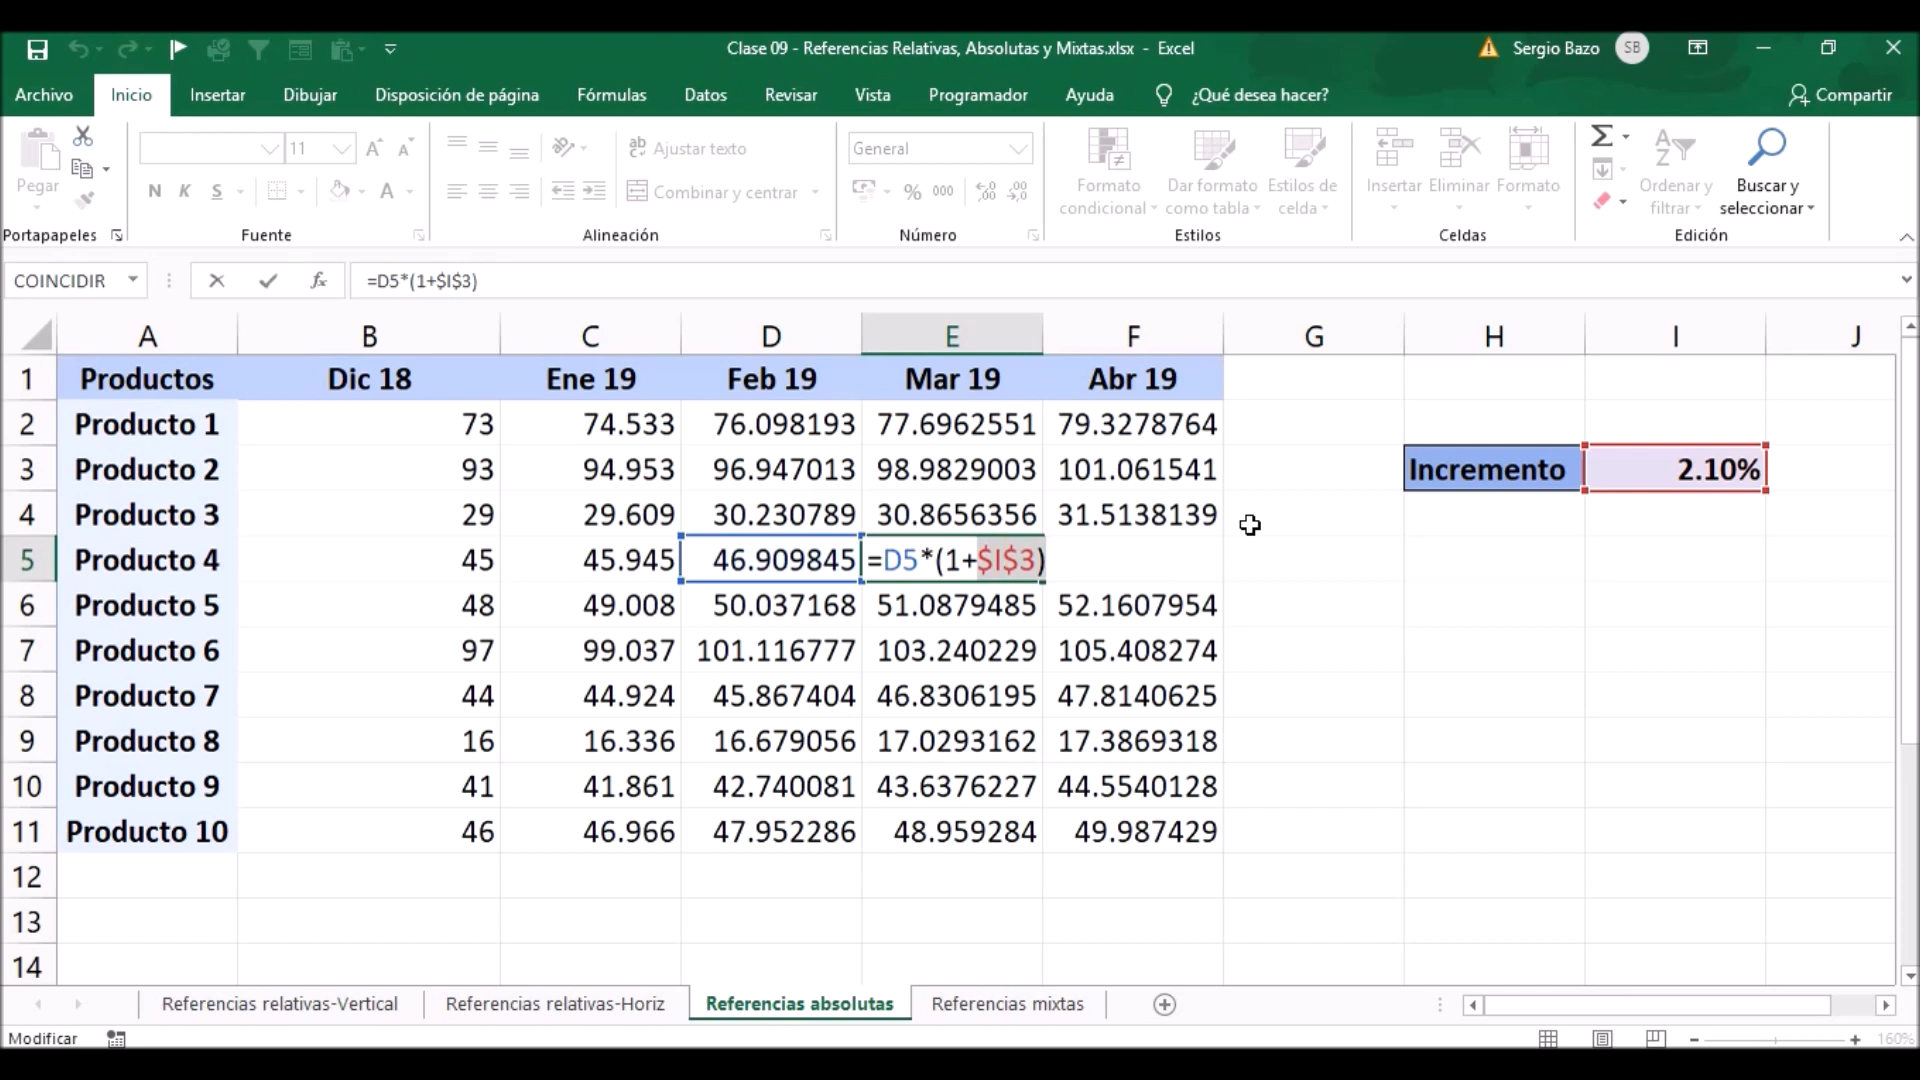 Clase 09 - Referencias Relativas, Absolutas y Mixtas.xlsx - Excel
Sergio Bazo
SB
Archivo Inicio Insertar Dibujar Disposición de página Fórmulas Datos Revisar Vista Programador Ayuda ¿Qué desea hacer? Compartir
Pegar
11
Ajustar texto
General
N K S
Combinar y centrar
% 000
Formato condicional
Dar formato como tabla
Estilos de celda
Insertar Eliminar Formato
Ordenar y filtrar
Buscar y seleccionar
Portapapeles Fuente Alineación Número Estilos Celdas Edición
COINCIDIR fx =D5*(1+$I$3)
A B C D E F G H I J
1 Productos Dic 18 Ene 19 Feb 19 Mar 19 Abr 19
2 Producto 1 73 74.533 76.098193 77.6962551 79.3278764
3 Producto 2 93 94.953 96.947013 98.9829003 101.061541 Incremento 2.10%
4 Producto 3 29 29.609 30.230789 30.8656356 31.5138139
5 Producto 4 45 45.945 46.909845 =D5*(1+$I$3)
6 Producto 5 48 49.008 50.037168 51.0879485 52.1607954
7 Producto 6 97 99.037 101.116777 103.240229 105.408274
8 Producto 7 44 44.924 45.867404 46.8306195 47.8140625
9 Producto 8 16 16.336 16.679056 17.0293162 17.3869318
10 Producto 9 41 41.861 42.740081 43.6376227 44.5540128
11 Producto 10 46 46.966 47.952286 48.959284 49.987429
12
13
14
Referencias relativas-Vertical Referencias relativas-Horiz Referencias absolutas Referencias mixtas
Modificar
160%